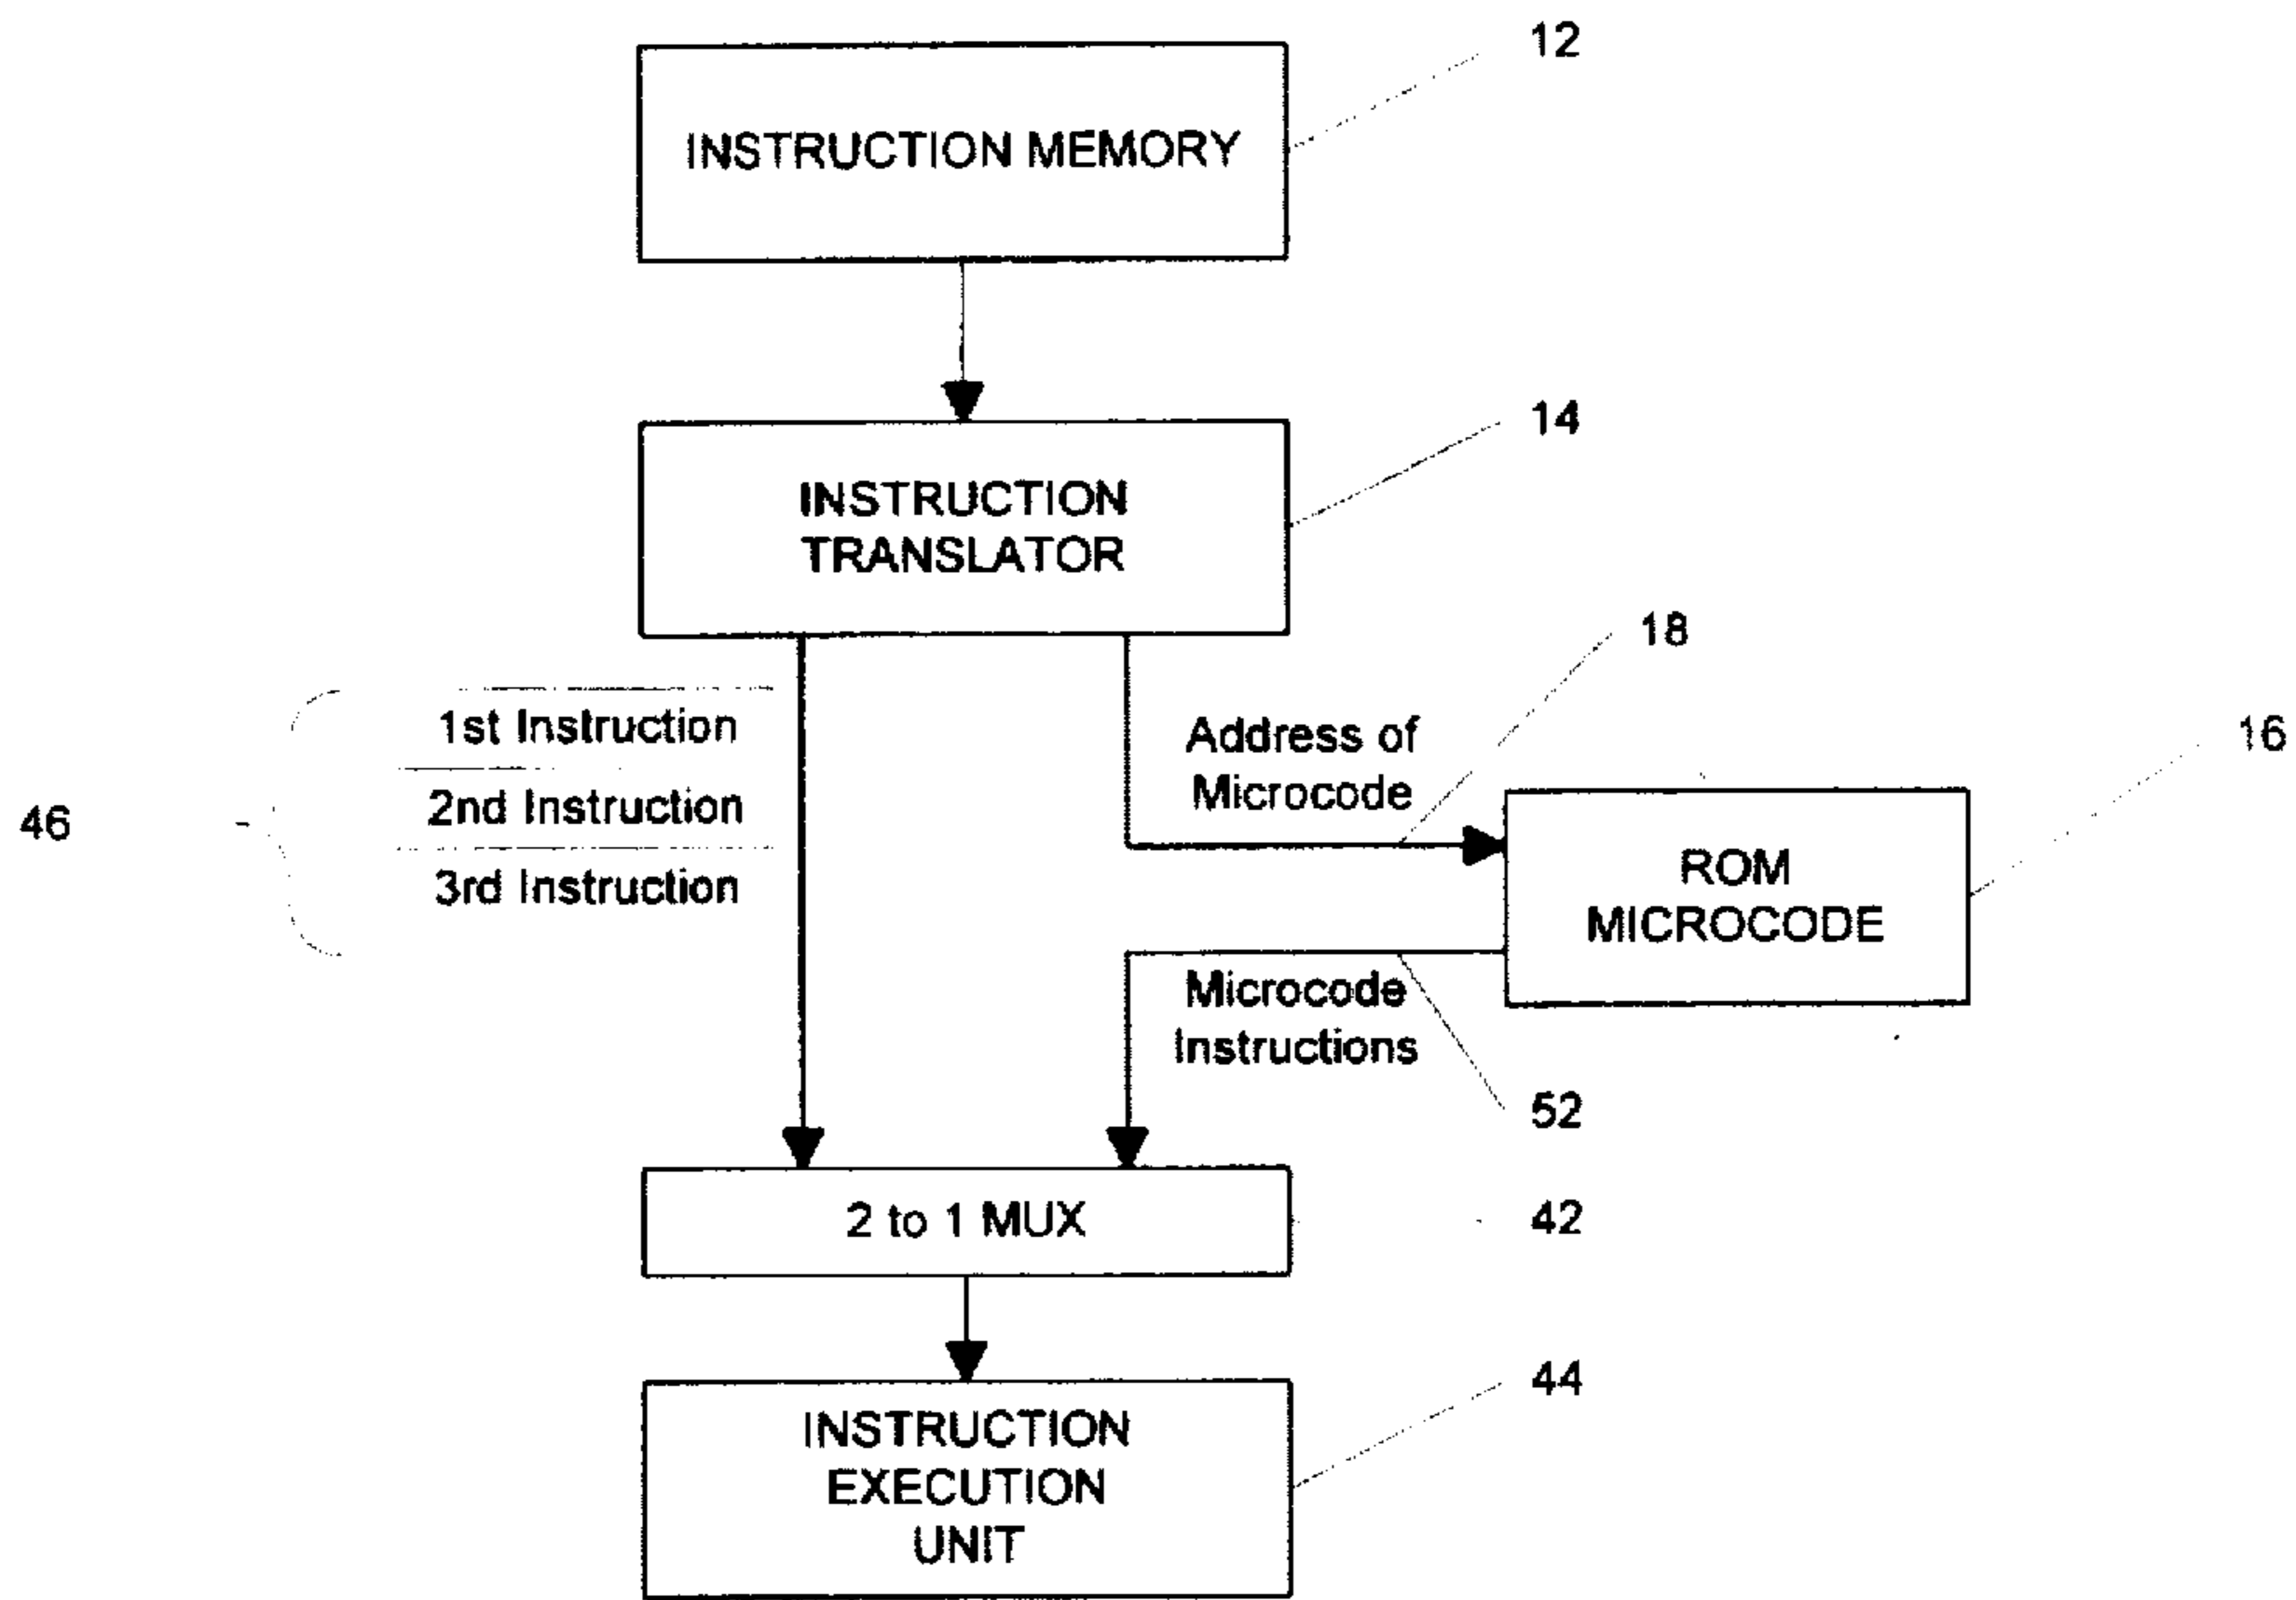 12
INSTRUCTION MEMORY
14
INSTRUCTION
TRANSLATOR
18
46
1st Instruction
2nd Instruction
3rd Instruction
Address of
Microcode
16
ROM
MICROCODE
Microcode
Instructions
52
2 to 1 MUX
42
44
INSTRUCTION
EXECUTION
UNIT